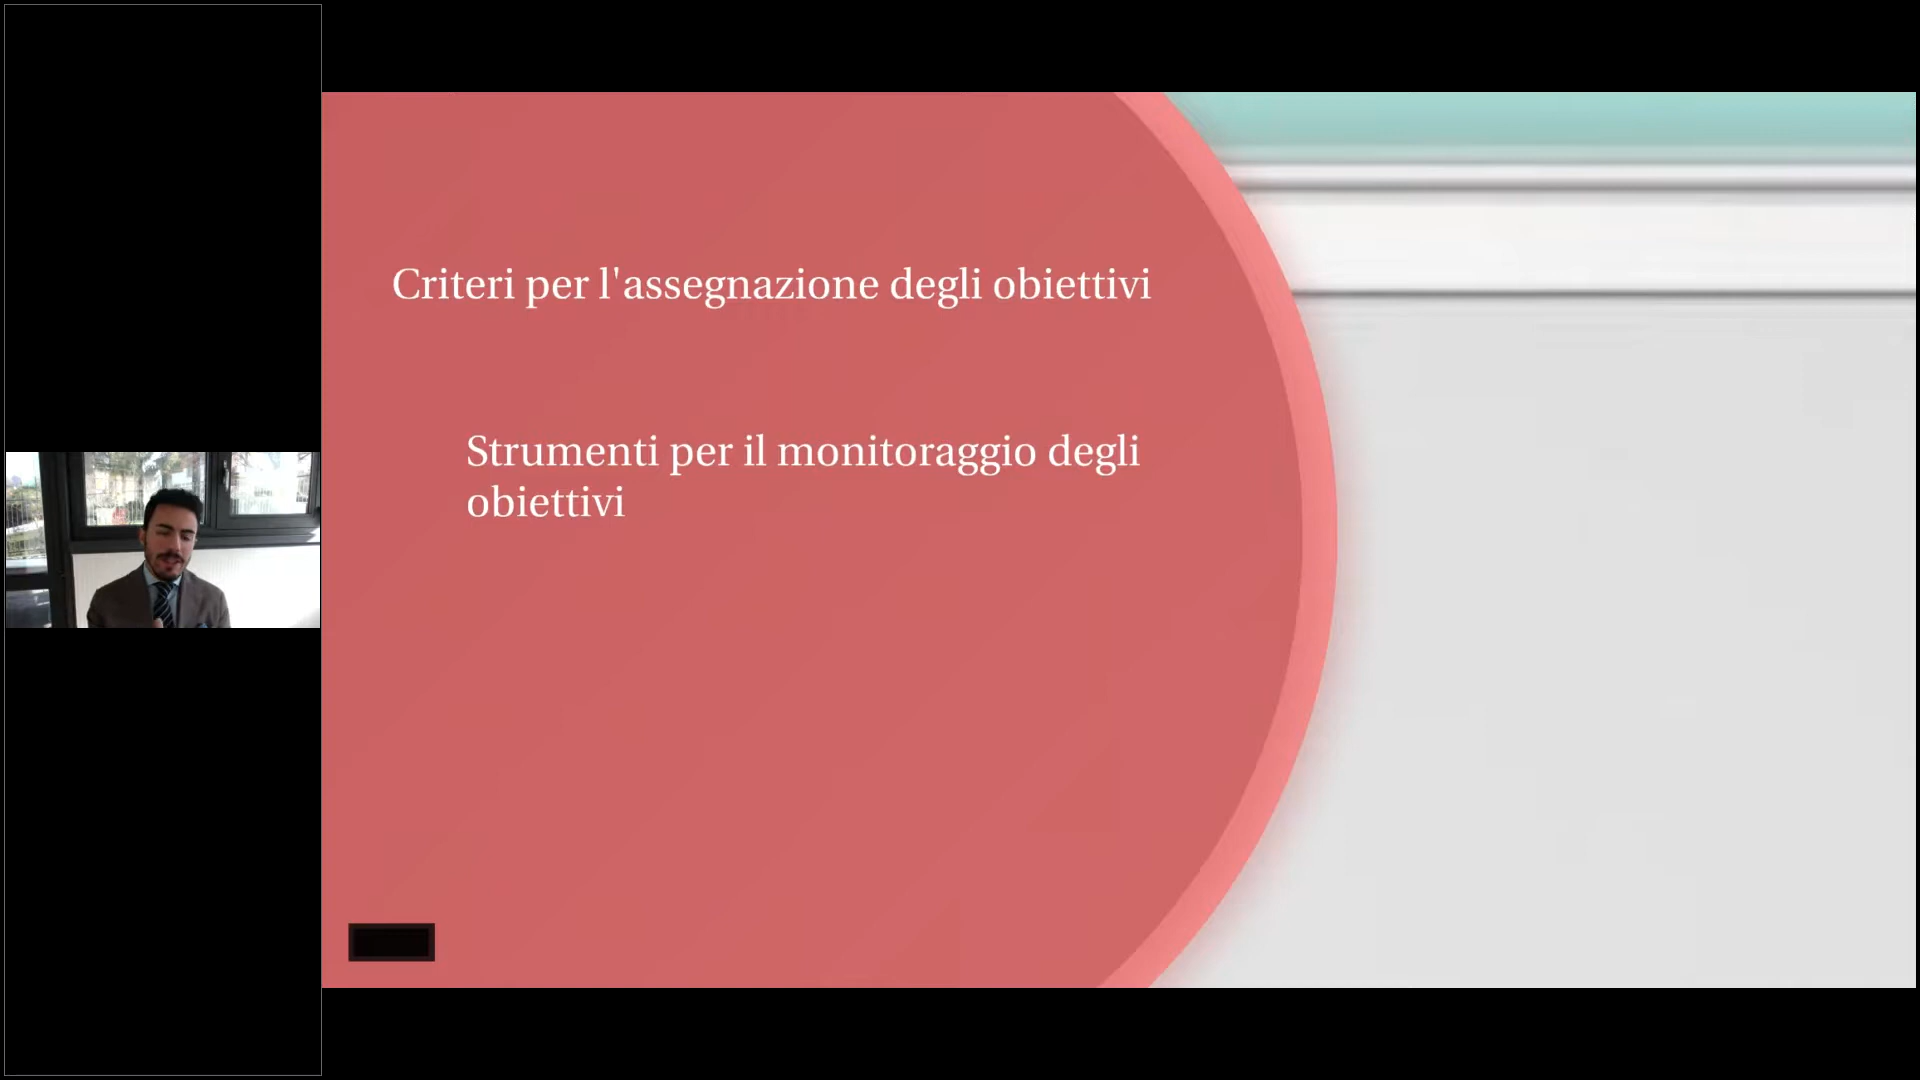 Criteri per l'assegnazione degli obiettivi
Strumenti per il monitoraggio degli
obiettivi